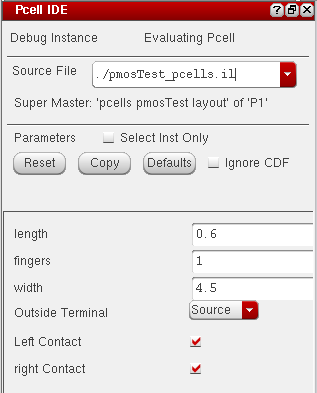 Pcell IDE
Debug Instance Evaluating Pcell
Source File ./pmosTest_pcells.il
Super Master: 'pcells pmosTest layout' of 'P1'
Parameters Select Inst Only
Reset Copy Defaults Ignore CDF
length 0.6
fingers 1
width 4.5
Outside Terminal Source
Left Contact
right Contact